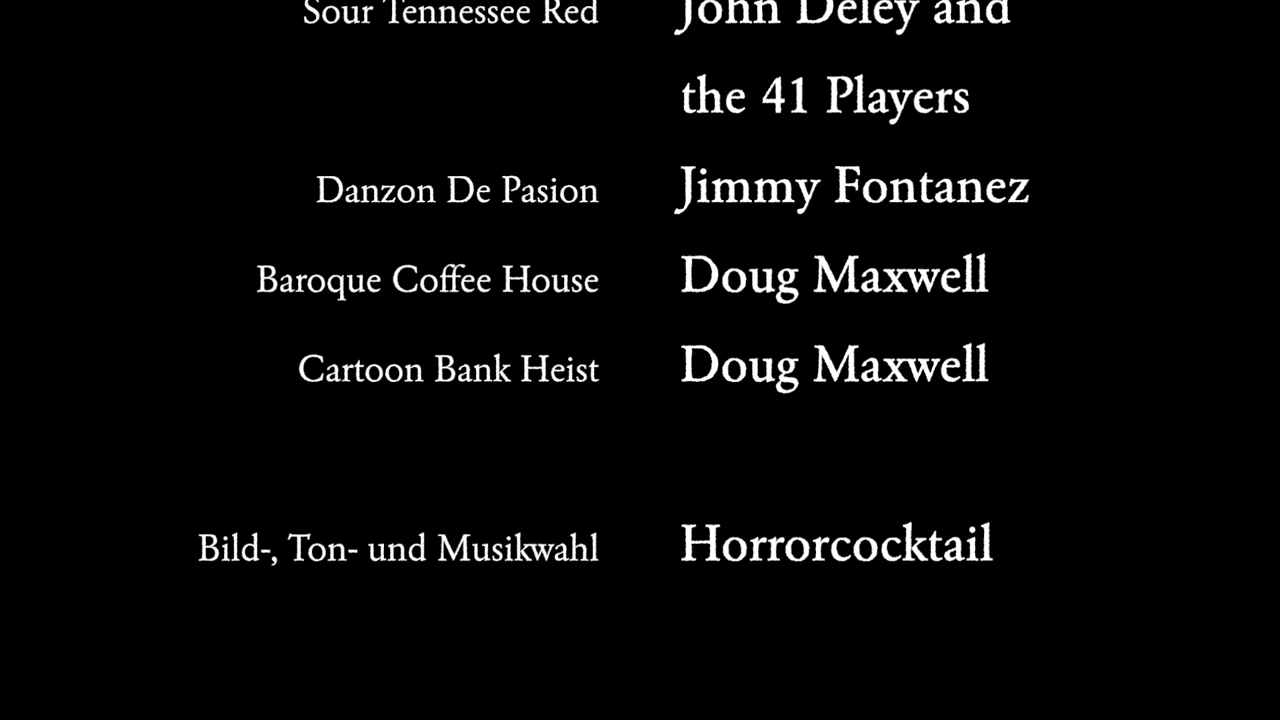 Sour Tennessee Red John Deley and
the 41 Players
Danzon De Pasion Jimmy Fontanez
Baroque Coffee House Doug Maxwell
Cartoon Bank Heist Doug Maxwell
Bild-, Ton- und Musikwahl Horrorcocktail